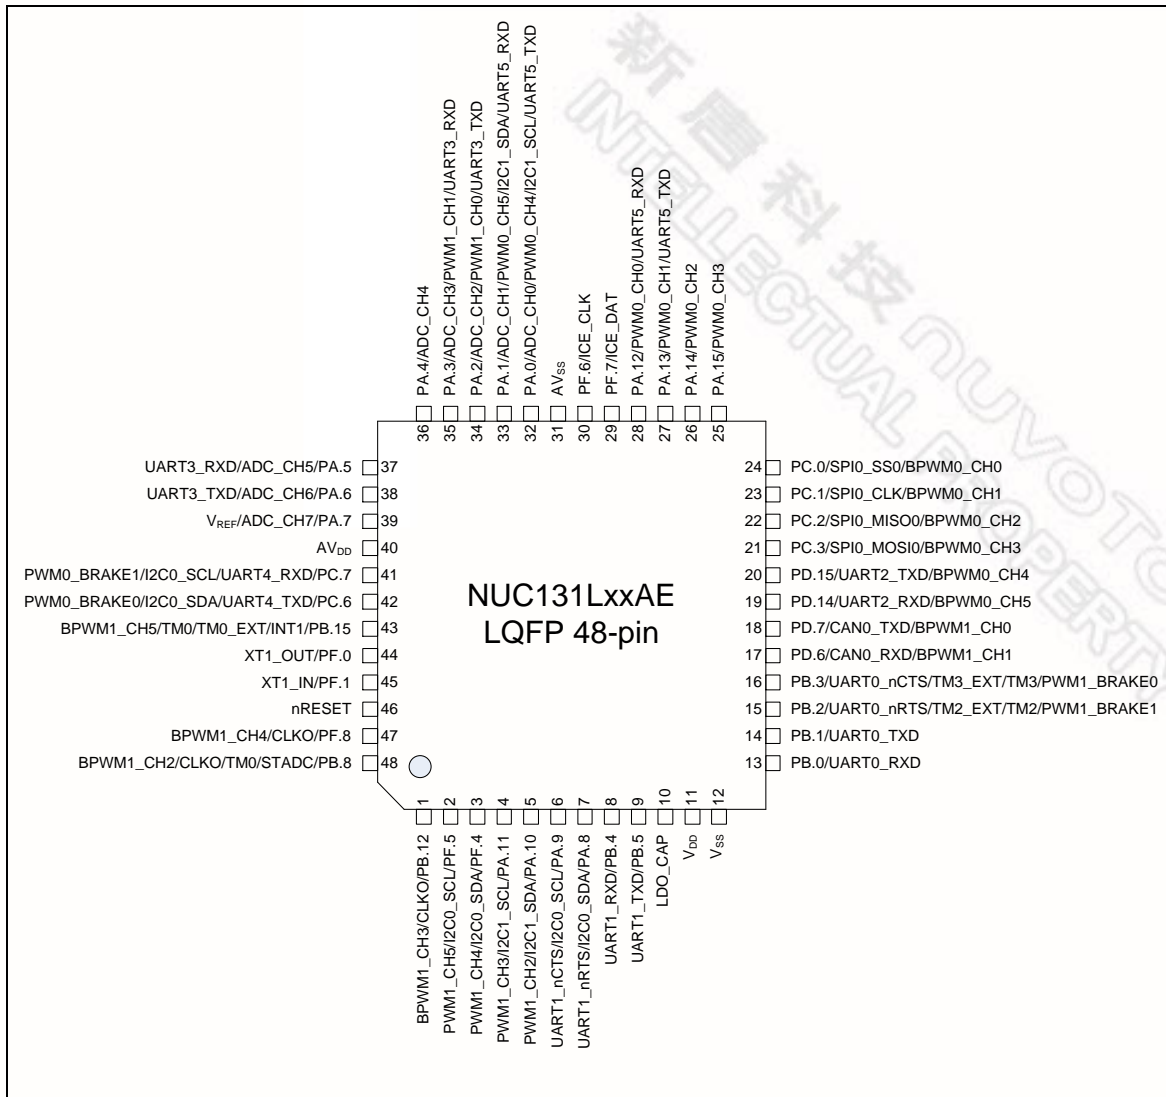 新唐科技 nuvoTo
INTELLECTUAL PROPERTY
PA.4/ADC_CH4
PA.3/ADC_CH3/PWM1_CH1/UART3_RXD
PA.2/ADC_CH2/PWM1_CH0/UART3_TXD
PA.1/ADC_CH1/PWM0_CH5/I2C1_SDA/UART5_RXD
PA.0/ADC_CH0/PWM0_CH4/I2C1_SCL/UART5_TXD
AVSS
PF.6/ICE_CLK
PF.7/ICE_DAT
PA.12/PWM0_CH0/UART5_RXD
PA.13/PWM0_CH1/UART5_TXD
PA.14/PWM0_CH2
PA.15/PWM0_CH3
36 35 34 33 32 31 30 29 28 27 26 25
UART3_RXD/ADC_CH5/PA.5 37
UART3_TXD/ADC_CH6/PA.6 38
VREF/ADC_CH7/PA.7 39
AVDD 40
PWM0_BRAKE1/I2C0_SCL/UART4_RXD/PC.7 41
PWM0_BRAKE0/I2C0_SDA/UART4_TXD/PC.6 42
BPWM1_CH5/TM0/TM0_EXT/INT1/PB.15 43
XT1_OUT/PF.0 44
XT1_IN/PF.1 45
nRESET 46
BPWM1_CH4/CLKO/PF.8 47
BPWM1_CH2/CLKO/TM0/STADC/PB.8 48
NUC131LxxAE
LQFP 48-pin
24 PC.0/SPI0_SS0/BPWM0_CH0
23 PC.1/SPI0_CLK/BPWM0_CH1
22 PC.2/SPI0_MISO0/BPWM0_CH2
21 PC.3/SPI0_MOSI0/BPWM0_CH3
20 PD.15/UART2_TXD/BPWM0_CH4
19 PD.14/UART2_RXD/BPWM0_CH5
18 PD.7/CAN0_TXD/BPWM1_CH0
17 PD.6/CAN0_RXD/BPWM1_CH1
16 PB.3/UART0_nCTS/TM3_EXT/TM3/PWM1_BRAKE0
15 PB.2/UART0_nRTS/TM2_EXT/TM2/PWM1_BRAKE1
14 PB.1/UART0_TXD
13 PB.0/UART0_RXD
1 2 3 4 5 6 7 8 9 10 11 12
BPWM1_CH3/CLKO/PB.12
PWM1_CH5/I2C0_SCL/PF.5
PWM1_CH4/I2C0_SDA/PF.4
PWM1_CH3/I2C1_SCL/PA.11
PWM1_CH2/I2C1_SDA/PA.10
UART1_nCTS/I2C0_SCL/PA.9
UART1_nRTS/I2C0_SDA/PA.8
UART1_RXD/PB.4
UART1_TXD/PB.5
LDO_CAP
VDD
VSS